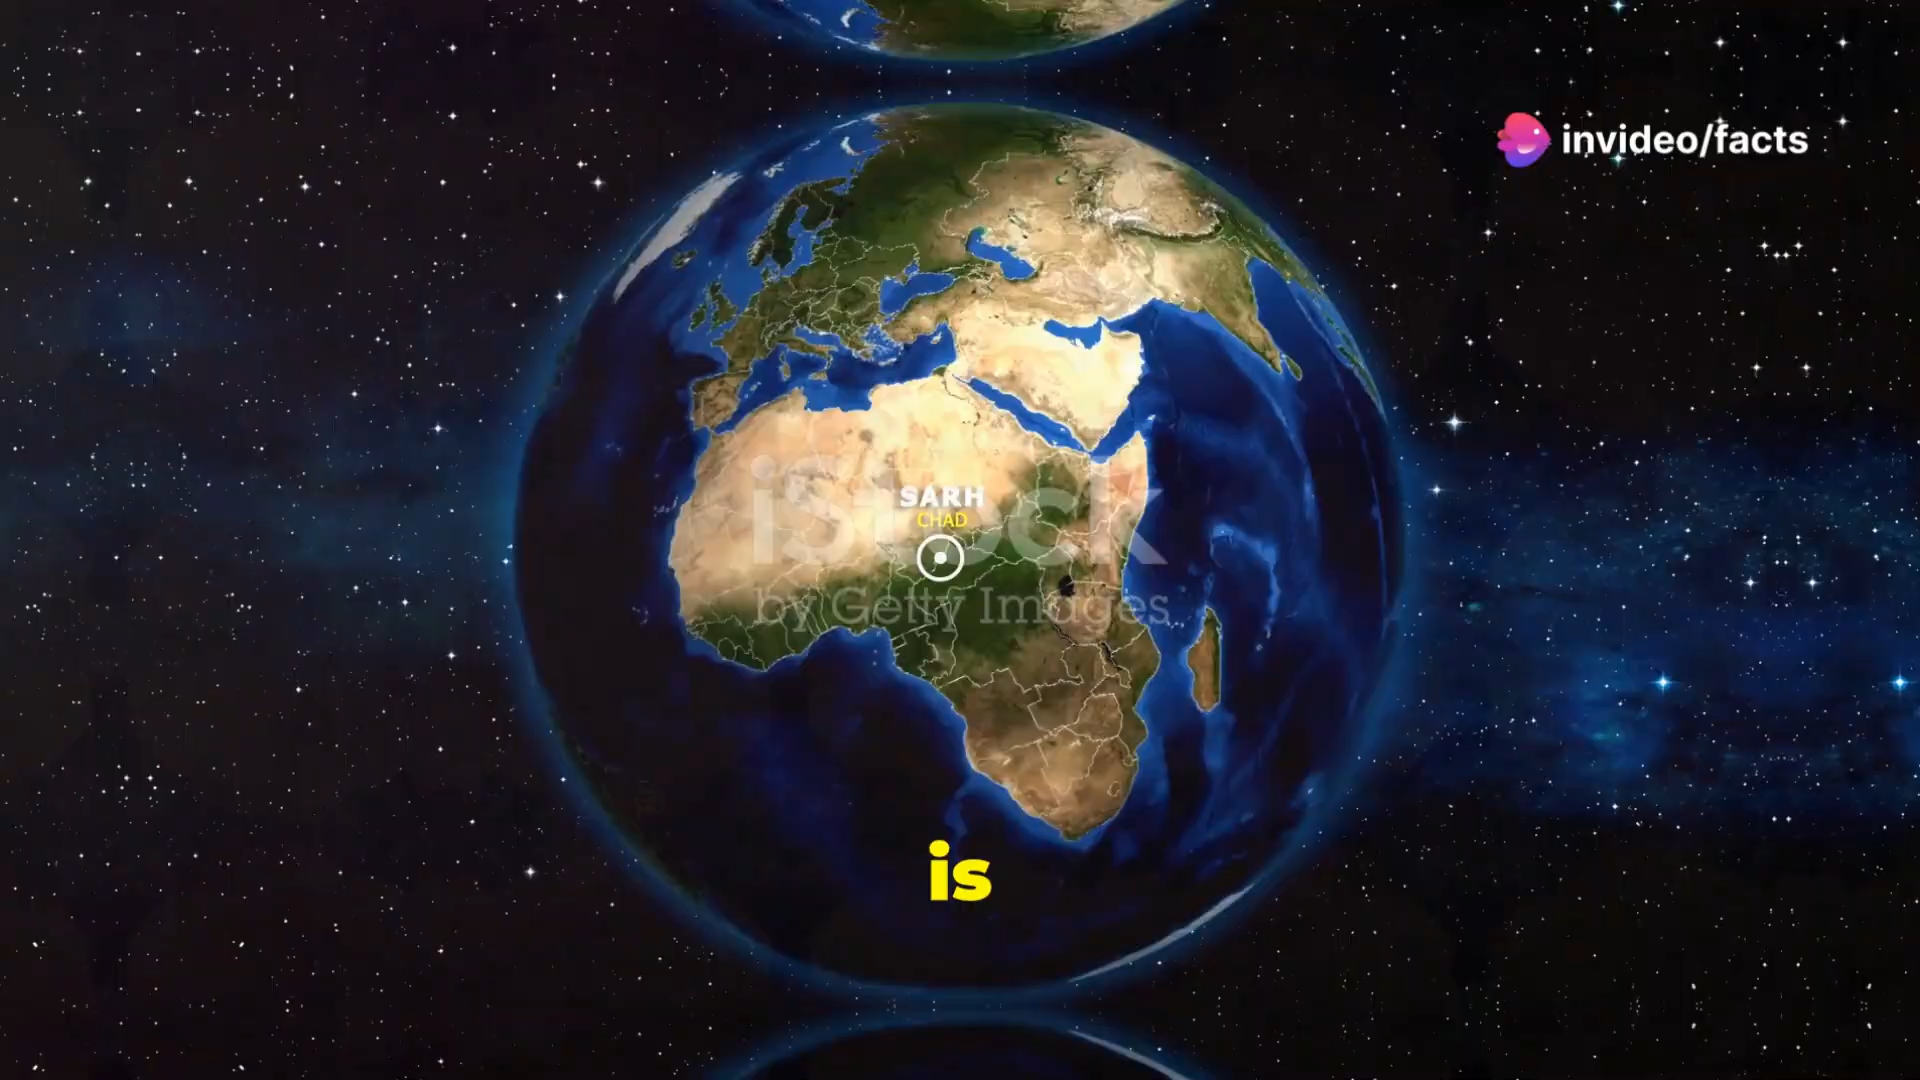 invideo/facts
iStock
SARH
CHAD
by Getty Images
is